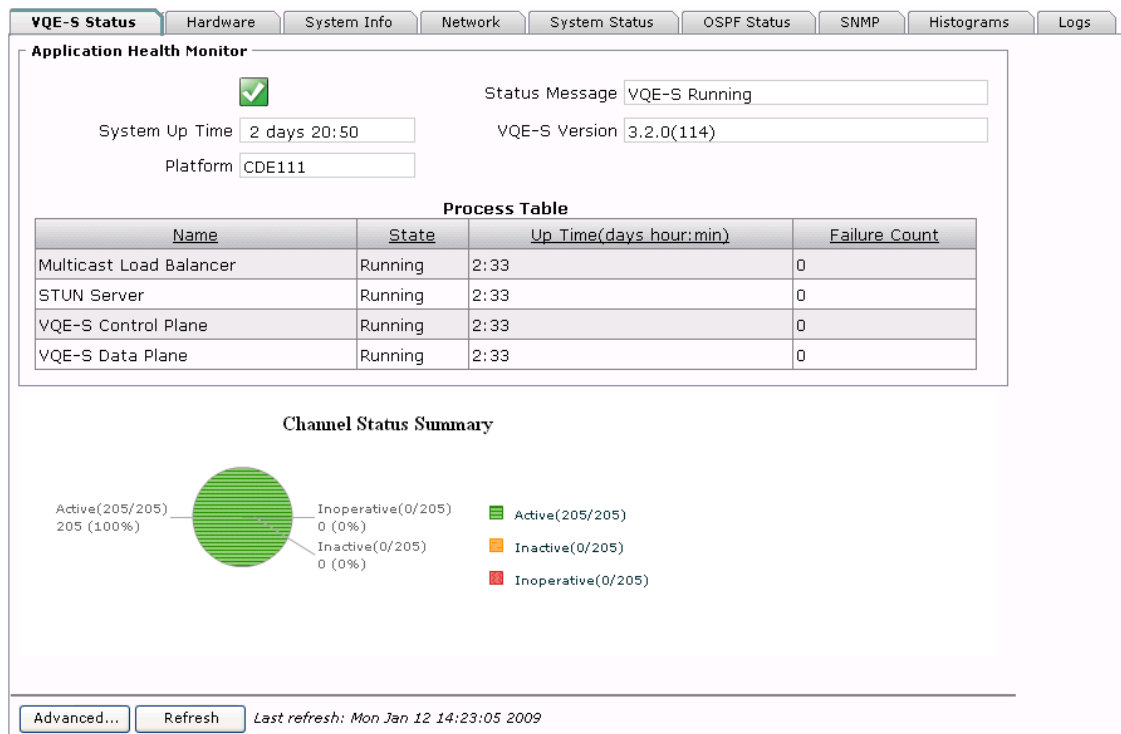 VQE-S Status Hardware System Info Network System Status OSPF Status SNMP Histograms Logs
Application Health Monitor
Status Message VQE-S Running
System Up Time 2 days 20:50 VQE-S Version 3.2.0(114)
Platform CDE111
Process Table
Name State Up Time(days hour:min) Failure Count
Multicast Load Balancer Running 2:33 0
STUN Server Running 2:33 0
VQE-S Control Plane Running 2:33 0
VQE-S Data Plane Running 2:33 0
Channel Status Summary
Active(205/205)
205 (100%)
Inoperative(0/205)
0 (0%)
Inactive(0/205)
0 (0%)
Active(205/205)
Inactive(0/205)
Inoperative(0/205)
Advanced... Refresh Last refresh: Mon Jan 12 14:23:05 2009